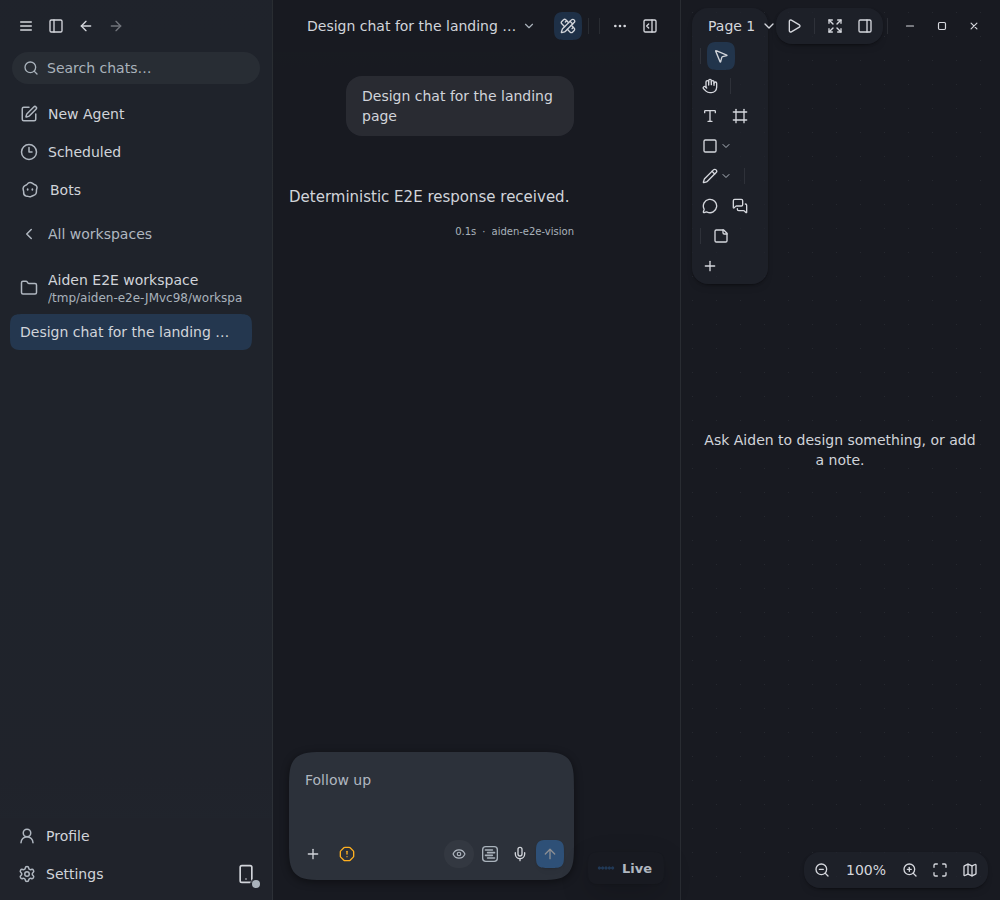 Search chats…
New Agent
Scheduled
Bots
All workspaces
Aiden E2E workspace
/tmp/aiden-e2e-JMvc98/workspa
Design chat for the landing …
Profile
Settings
Design chat for the landing …
Design chat for the landing
page
Deterministic E2E response received.
0.1s · aiden-e2e-vision
Follow up
Live
Page 1
Ask Aiden to design something, or add
a note.
100%